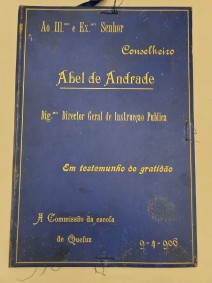 Ao Ill.mo e Ex.mo Senhor
Conselheiro
Abel de Andrade
Dig.mo Director Geral de Instrucção Publica
Em testemunho de gratidão
A Commissão da escola
de Queluz 9-4-906